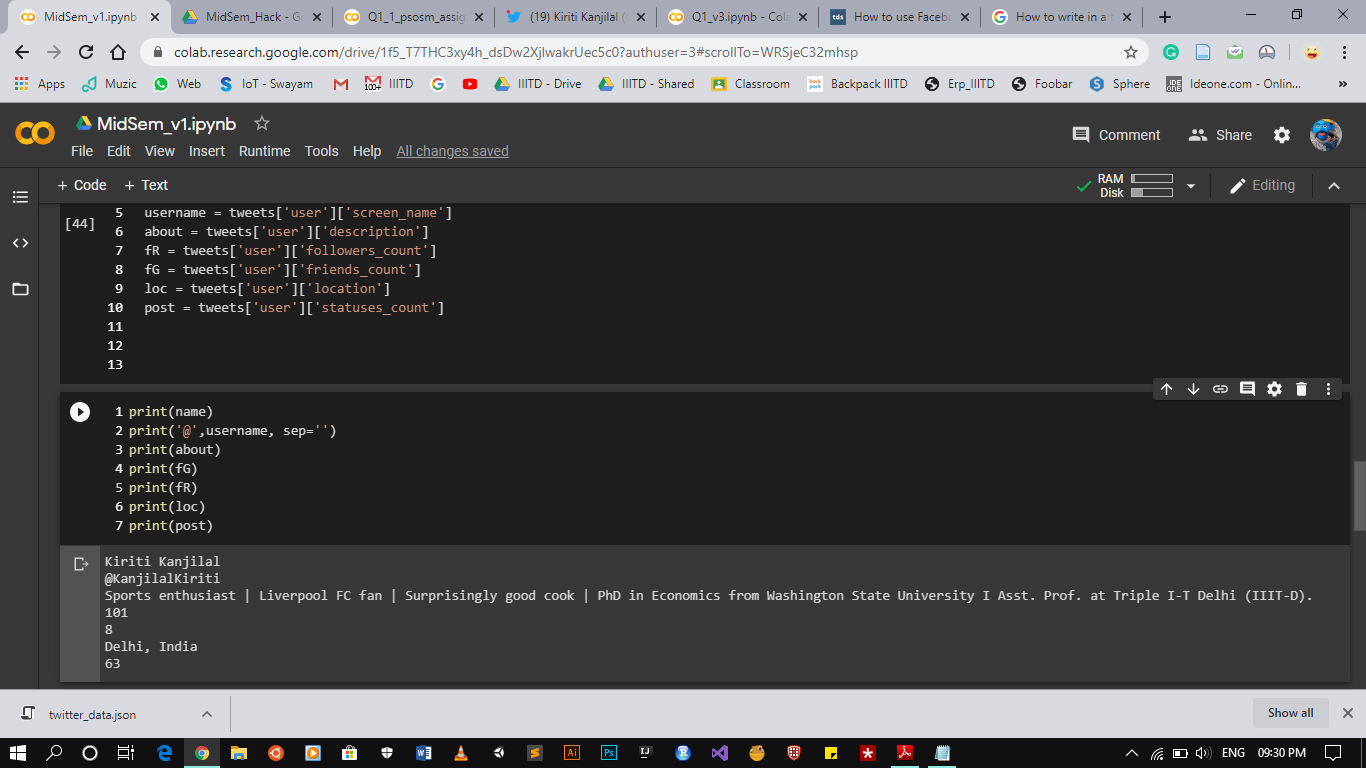 MidSem_v1.ipynb
MidSem_Hack - Go
Q1_1_psosm_assig
(19) Kiriti Kanjilal (
Q1_v3.ipynb - Cola
tds How to use Facebo
How to write in a t
colab.research.google.com/drive/1f5_T7THC3xy4h_dsDw2XjlwakrUec5c0?authuser=3#scrollTo=WRSjeC32mhsp
Apps Muzic Web IoT - Swayam IIITD IIITD - Drive IIITD - Shared Classroom Backpack IIITD Erp_IIITD Foobar Sphere Ideone.com - Onlin... »
MidSem_v1.ipynb
Comment Share
File Edit View Insert Runtime Tools Help All changes saved
+ Code + Text
RAM
Disk
Editing
[44]
5 username = tweets['user']['screen_name']
6 about = tweets['user']['description']
7 fR = tweets['user']['followers_count']
8 fG = tweets['user']['friends_count']
9 loc = tweets['user']['location']
10 post = tweets['user']['statuses_count']
11
12
13
1 print(name)
2 print('@',username, sep='')
3 print(about)
4 print(fG)
5 print(fR)
6 print(loc)
7 print(post)
Kiriti Kanjilal
@KanjilalKiriti
Sports enthusiast | Liverpool FC fan | Surprisingly good cook | PhD in Economics from Washington State University I Asst. Prof. at Triple I-T Delhi (IIIT-D).
101
8
Delhi, India
63
twitter_data.json
Show all
ENG 09:30 PM